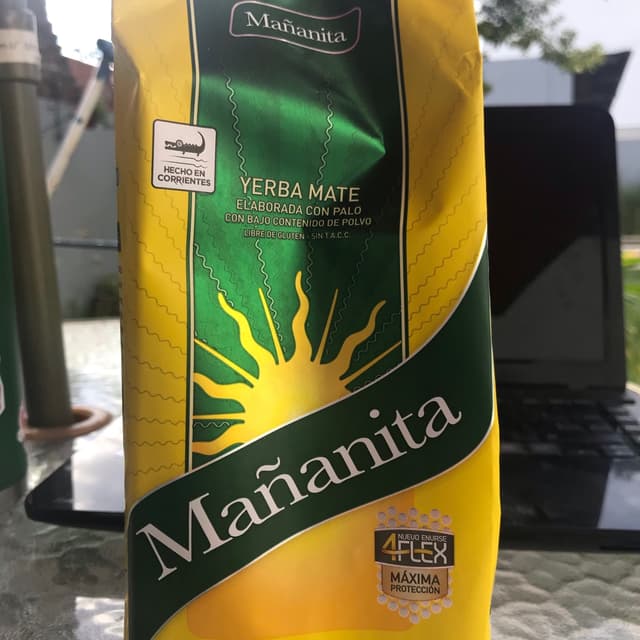 Mañanita
HECHO EN
CORRIENTES
YERBA MATE
ELABORADA CON PALO
CON BAJO CONTENIDO DE POLVO
LIBRE DE GLUTEN - SIN T.A.C.C.
Mañanita
NUEVO ENURSE
4FLEX
MÁXIMA
PROTECCIÓN